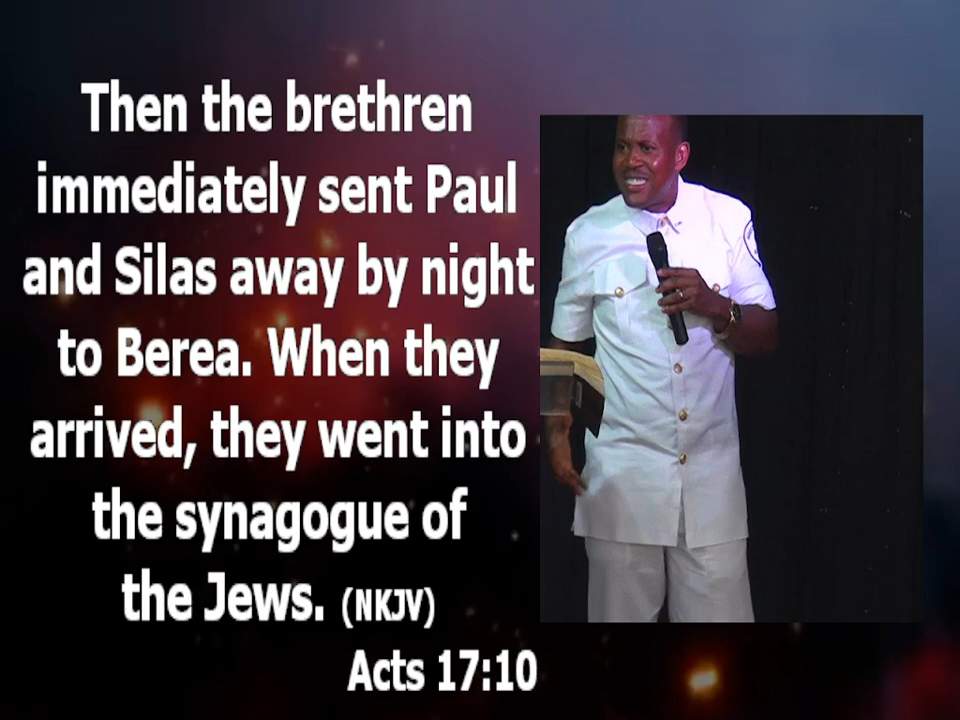 Then the brethren
immediately sent Paul
and Silas away by night
to Berea. When they
arrived, they went into
the synagogue of
the Jews. (NKJV)
Acts 17:10